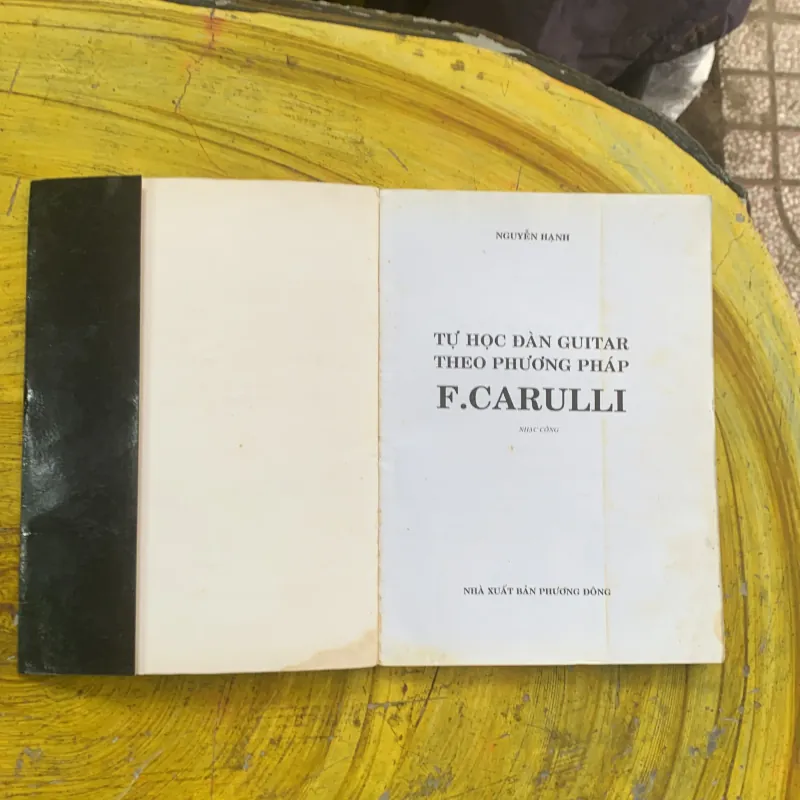 NGUYỄN HẠNH
TỰ HỌC ĐÀN GUITAR
THEO PHƯƠNG PHÁP
F.CARULLI
NHẠC CÔNG
NHÀ XUẤT BẢN PHƯƠNG ĐÔNG